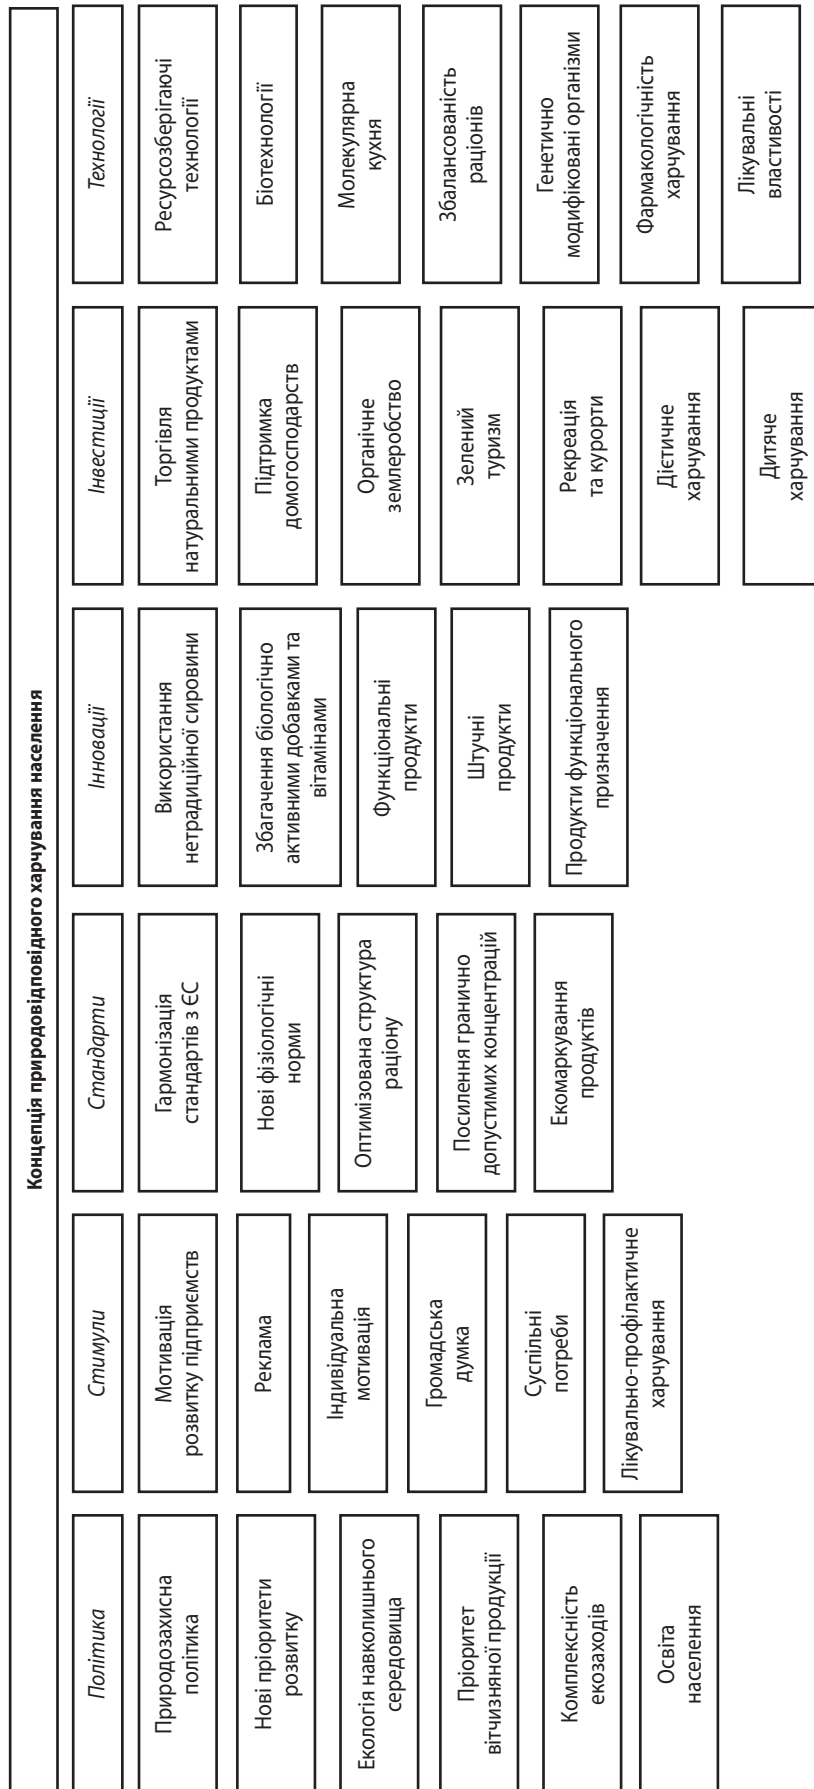 Концепція природовідповідного харчування населення
Політика
Природозахисна
політика
Нові пріоритети
розвитку
Екологія навколишнього
середовища
Пріоритет
вітчизняної продукції
Комплексність
екозаходів
Освіта
населення
Стимули
Мотивація
розвитку підприємств
Реклама
Індивідуальна
мотивація
Громадська
думка
Суспільні
потреби
Лікувально-профілактичне
харчування
Стандарти
Гармонізація
стандартів з ЄС
Нові фізіологічні
норми
Оптимізована структура
раціону
Посилення гранично
допустимих концентрацій
Екомаркування
продуктів
Інновації
Використання
нетрадиційної сировини
Збагачення біологічно
активними добавками та
вітамінами
Функціональні
продукти
Штучні
продукти
Продукти функціонального
призначення
Інвестиції
Торгівля
натуральними продуктами
Підтримка
домогосподарств
Органічне
землеробство
Зелений
туризм
Рекреація
та курорти
Дієтичне
харчування
Дитяче
харчування
Технології
Ресурсозберігаючі
технології
Біотехнології
Молекулярна
кухня
Збалансованість
раціонів
Генетично
модифіковані організми
Фармакологічність
харчування
Лікувальні
властивості